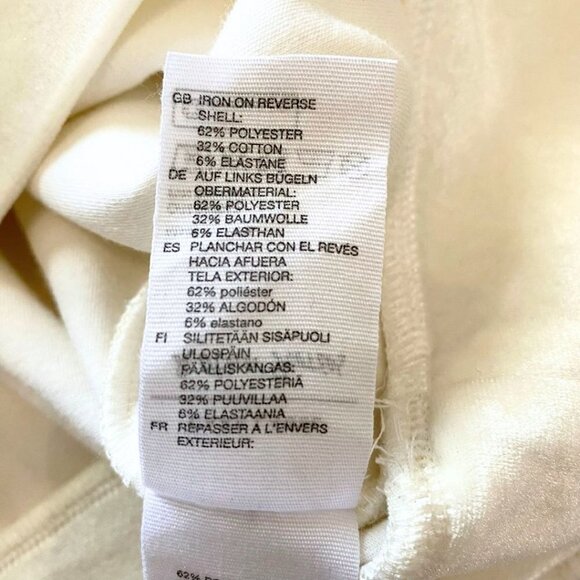 GB IRON ON REVERSE
SHELL:
62% POLYESTER
32% COTTON
6% ELASTANE
DE AUF LINKS BÜGELN
OBERMATERIAL:
62% POLYESTER
32% BAUMWOLLE
6% ELASTHAN
ES PLANCHAR CON EL REVÉS
HACIA AFUERA
TELA EXTERIOR:
62% poliéster
32% ALGODÓN
6% elastano
FI SILITETÄÄN SISÄPUOLI
ULOSPÄIN
PÄÄLLISKANGAS:
62% POLYESTERIÄ
32% PUUVILLAA
6% ELASTAANIA
FR REPASSER À L'ENVERS
EXTERIEUR:
62%